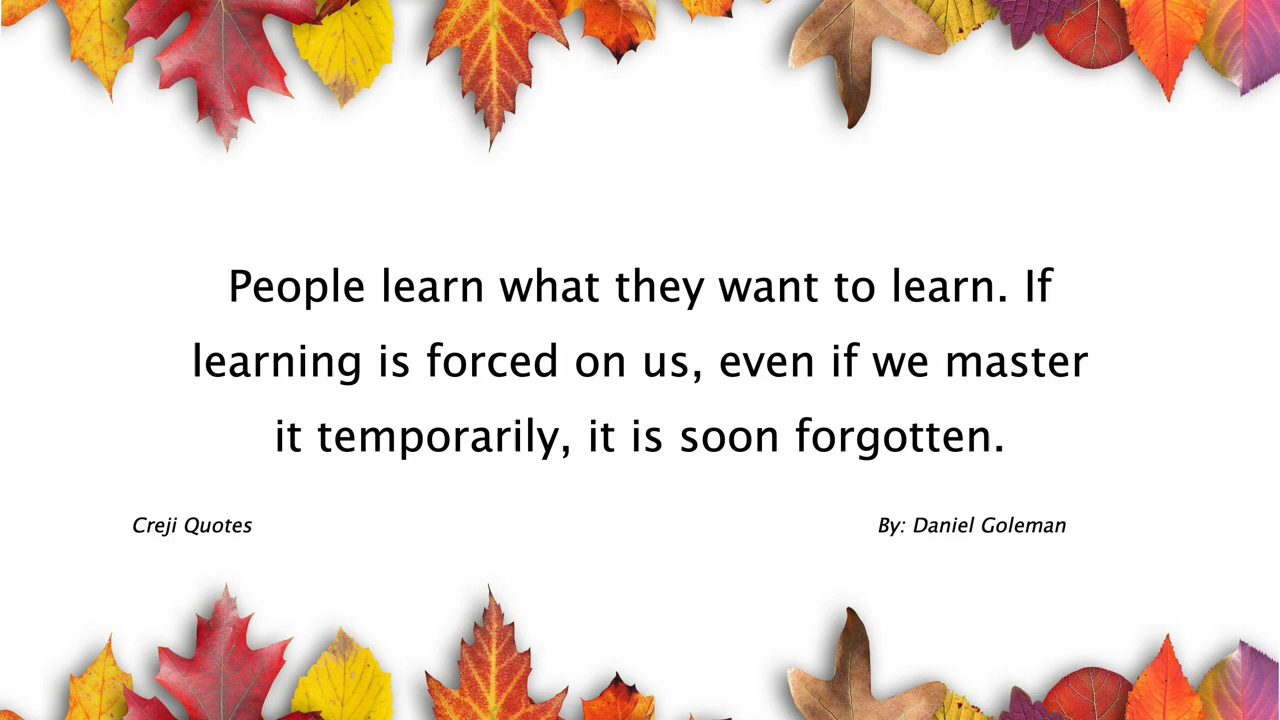 People learn what they want to learn. If
learning is forced on us, even if we master
it temporarily, it is soon forgotten.
Creji Quotes
By: Daniel Goleman